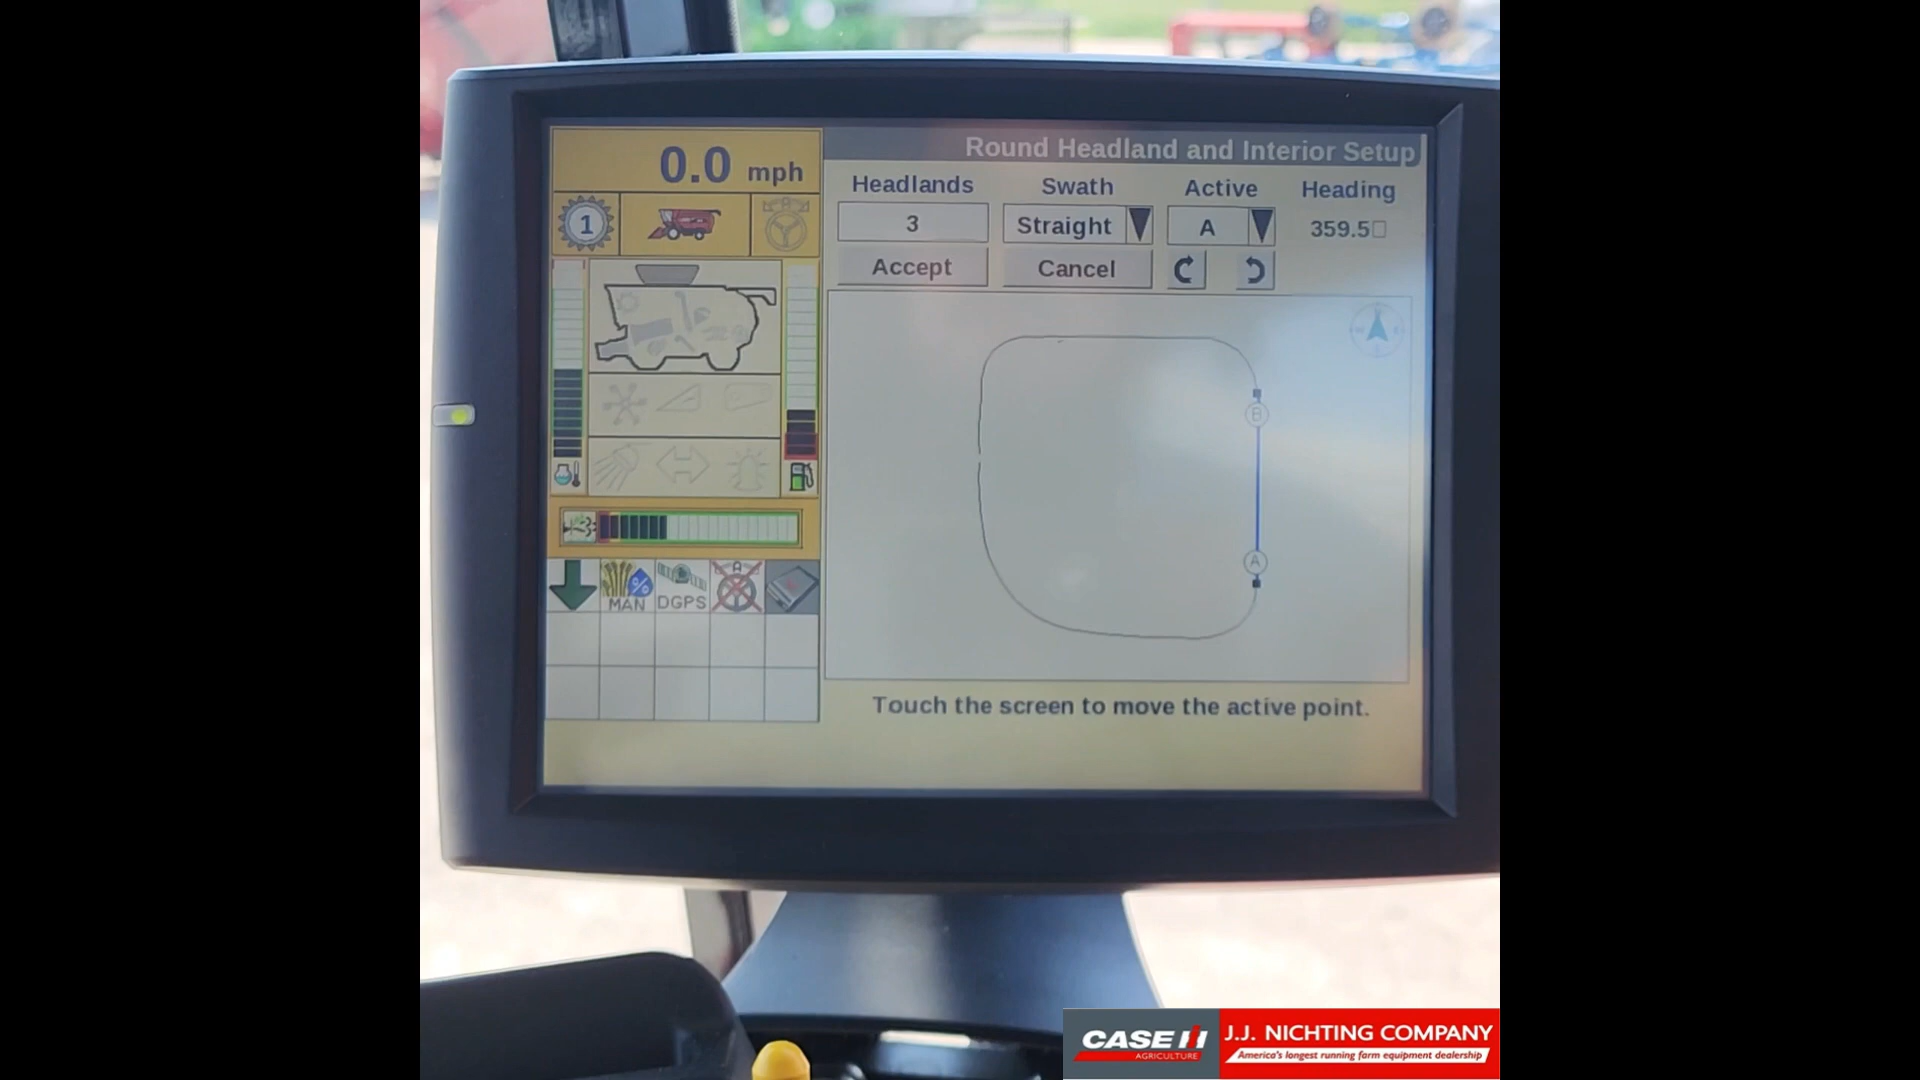 Round Headland and Interior Setup
0.0 mph
Headlands Swath Active Heading
1
3 Straight A 359.5
Accept Cancel
B
A
MAN DGPS
Touch the screen to move the active point.
CASE IH
AGRICULTURE
J.J. NICHTING COMPANY
America's longest running farm equipment dealership